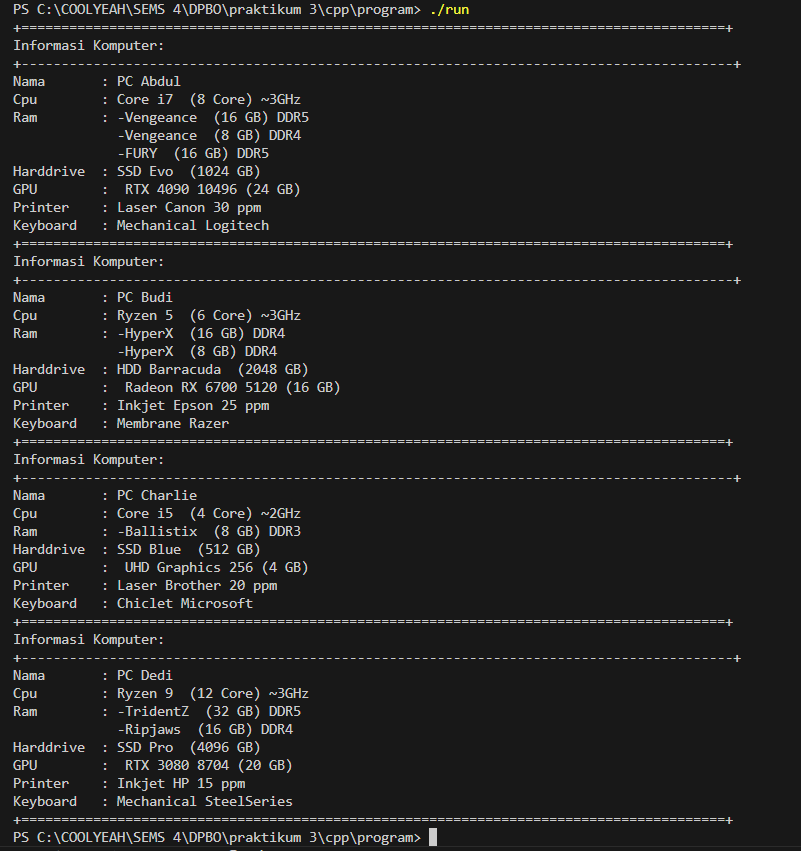 PS C:\COOLYEAH\SEMS 4\DPBO\praktikum 3\cpp\program> ./run
+========================================================================================+
Informasi Komputer:
+-----------------------------------------------------------------------------------------+
Nama       : PC Abdul
Cpu        : Core i7  (8 Core) ~3GHz
Ram        : -Vengeance  (16 GB) DDR5
             -Vengeance  (8 GB) DDR4
             -FURY  (16 GB) DDR5
Harddrive  : SSD Evo  (1024 GB)
GPU        :  RTX 4090 10496 (24 GB)
Printer    : Laser Canon 30 ppm
Keyboard   : Mechanical Logitech
+========================================================================================+
Informasi Komputer:
+-----------------------------------------------------------------------------------------+
Nama       : PC Budi
Cpu        : Ryzen 5  (6 Core) ~3GHz
Ram        : -HyperX  (16 GB) DDR4
             -HyperX  (8 GB) DDR4
Harddrive  : HDD Barracuda  (2048 GB)
GPU        :  Radeon RX 6700 5120 (16 GB)
Printer    : Inkjet Epson 25 ppm
Keyboard   : Membrane Razer
+========================================================================================+
Informasi Komputer:
+-----------------------------------------------------------------------------------------+
Nama       : PC Charlie
Cpu        : Core i5  (4 Core) ~2GHz
Ram        : -Ballistix  (8 GB) DDR3
Harddrive  : SSD Blue  (512 GB)
GPU        :  UHD Graphics 256 (4 GB)
Printer    : Laser Brother 20 ppm
Keyboard   : Chiclet Microsoft
+========================================================================================+
Informasi Komputer:
+-----------------------------------------------------------------------------------------+
Nama       : PC Dedi
Cpu        : Ryzen 9  (12 Core) ~3GHz
Ram        : -TridentZ  (32 GB) DDR5
             -Ripjaws  (16 GB) DDR4
Harddrive  : SSD Pro  (4096 GB)
GPU        :  RTX 3080 8704 (20 GB)
Printer    : Inkjet HP 15 ppm
Keyboard   : Mechanical SteelSeries
+========================================================================================+
PS C:\COOLYEAH\SEMS 4\DPBO\praktikum 3\cpp\program>